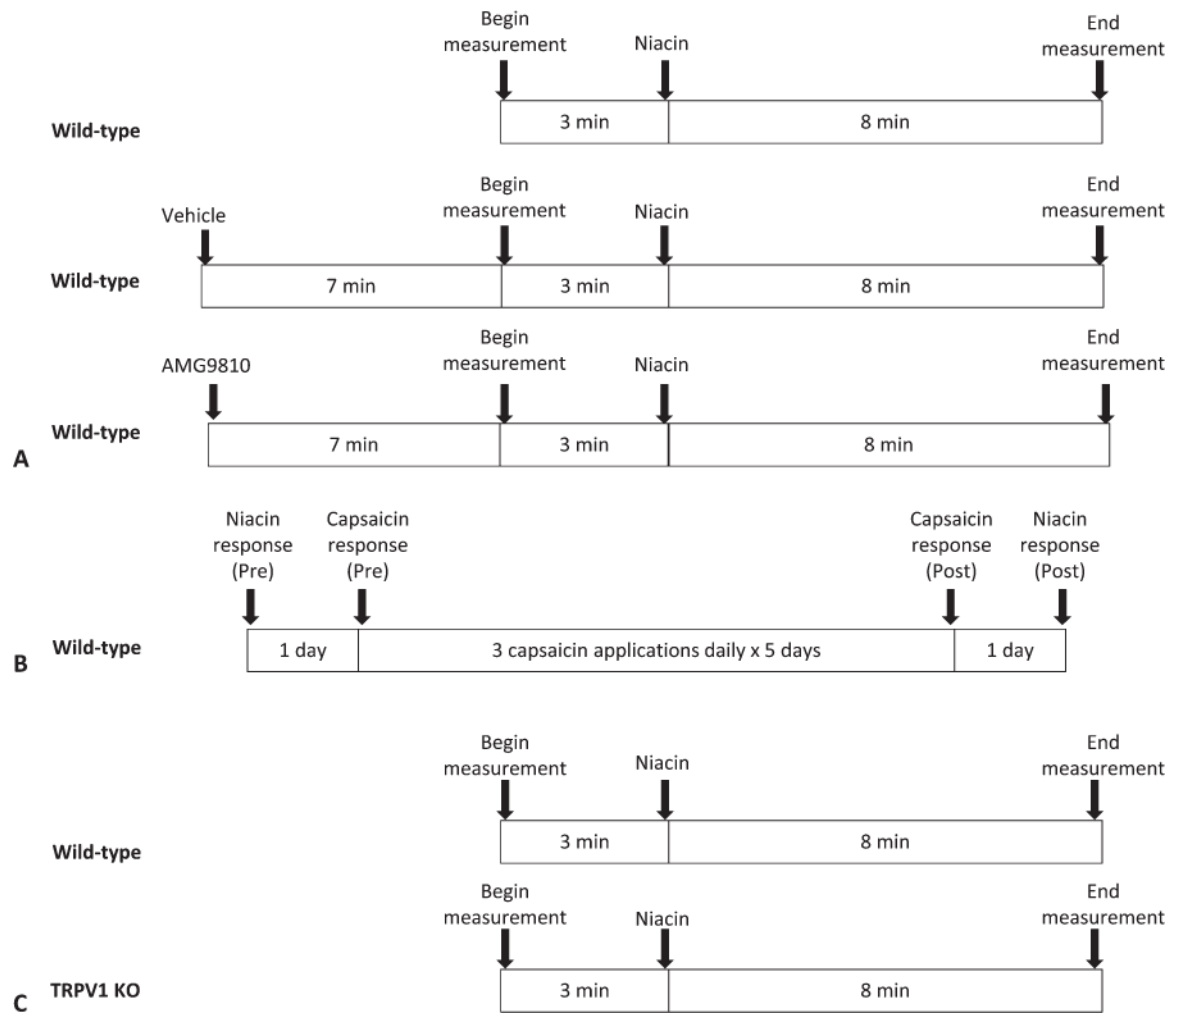 Begin
measurement
Niacin
End
measurement
Wild-type
3 min
8 min
Vehicle
Begin
measurement
Niacin
End
measurement
Wild-type
7 min
3 min
8 min
AMG9810
Begin
measurement
Niacin
End
measurement
Wild-type
7 min
3 min
8 min
A
Niacin
response
(Pre)
Capsaicin
response
(Pre)
Capsaicin
response
(Post)
Niacin
response
(Post)
Wild-type
1 day
3 capsaicin applications daily x 5 days
1 day
B
Begin
measurement
Niacin
End
measurement
Wild-type
3 min
8 min
Begin
measurement
Niacin
End
measurement
TRPV1 KO
3 min
8 min
C